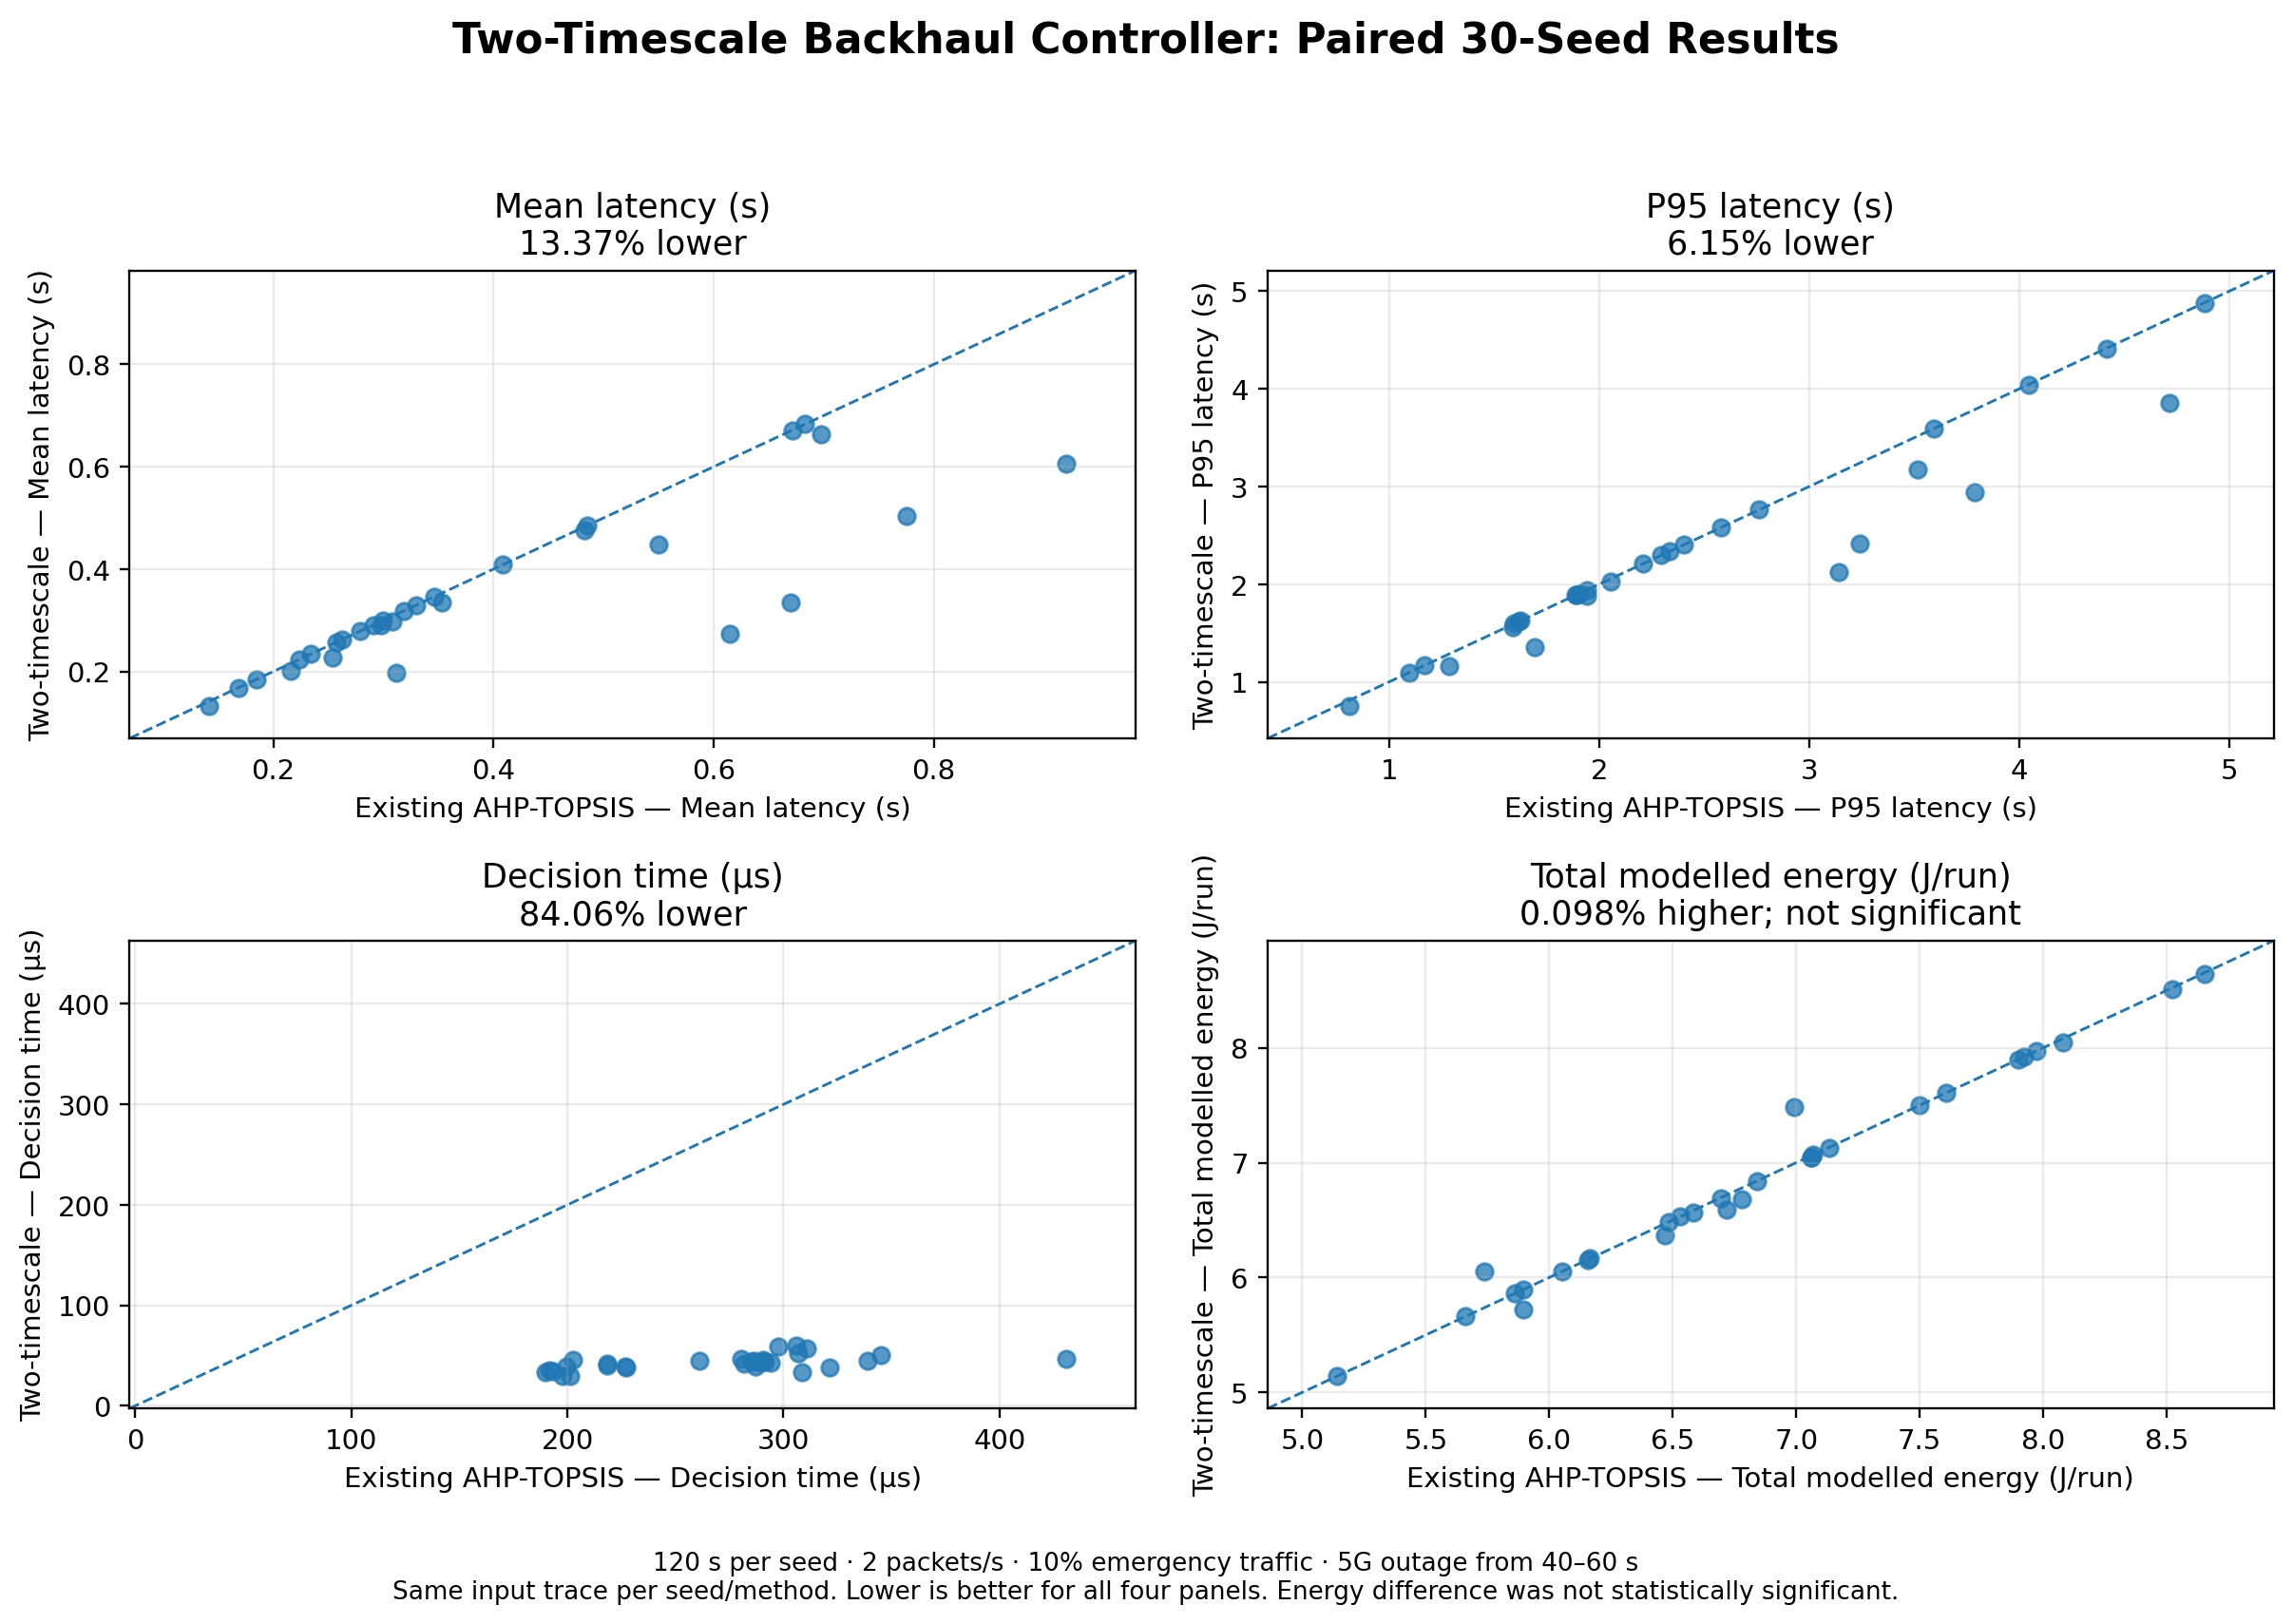 Two-Timescale Backhaul Controller: Paired 30-Seed Results
Mean latency (s)
13.37% lower
Two-timescale — Mean latency (s)
0.8
0.6
0.4
0.2
0.2 0.4 0.6 0.8
Existing AHP-TOPSIS — Mean latency (s)
P95 latency (s)
6.15% lower
Two-timescale — P95 latency (s)
5
4
3
2
1
1 2 3 4 5
Existing AHP-TOPSIS — P95 latency (s)
Decision time (µs)
84.06% lower
Two-timescale — Decision time (µs)
400
300
200
100
0
0 100 200 300 400
Existing AHP-TOPSIS — Decision time (µs)
Total modelled energy (J/run)
0.098% higher; not significant
Two-timescale — Total modelled energy (J/run)
8
7
6
5
5.0 5.5 6.0 6.5 7.0 7.5 8.0 8.5
Existing AHP-TOPSIS — Total modelled energy (J/run)
120 s per seed · 2 packets/s · 10% emergency traffic · 5G outage from 40–60 s
Same input trace per seed/method. Lower is better for all four panels. Energy difference was not statistically significant.